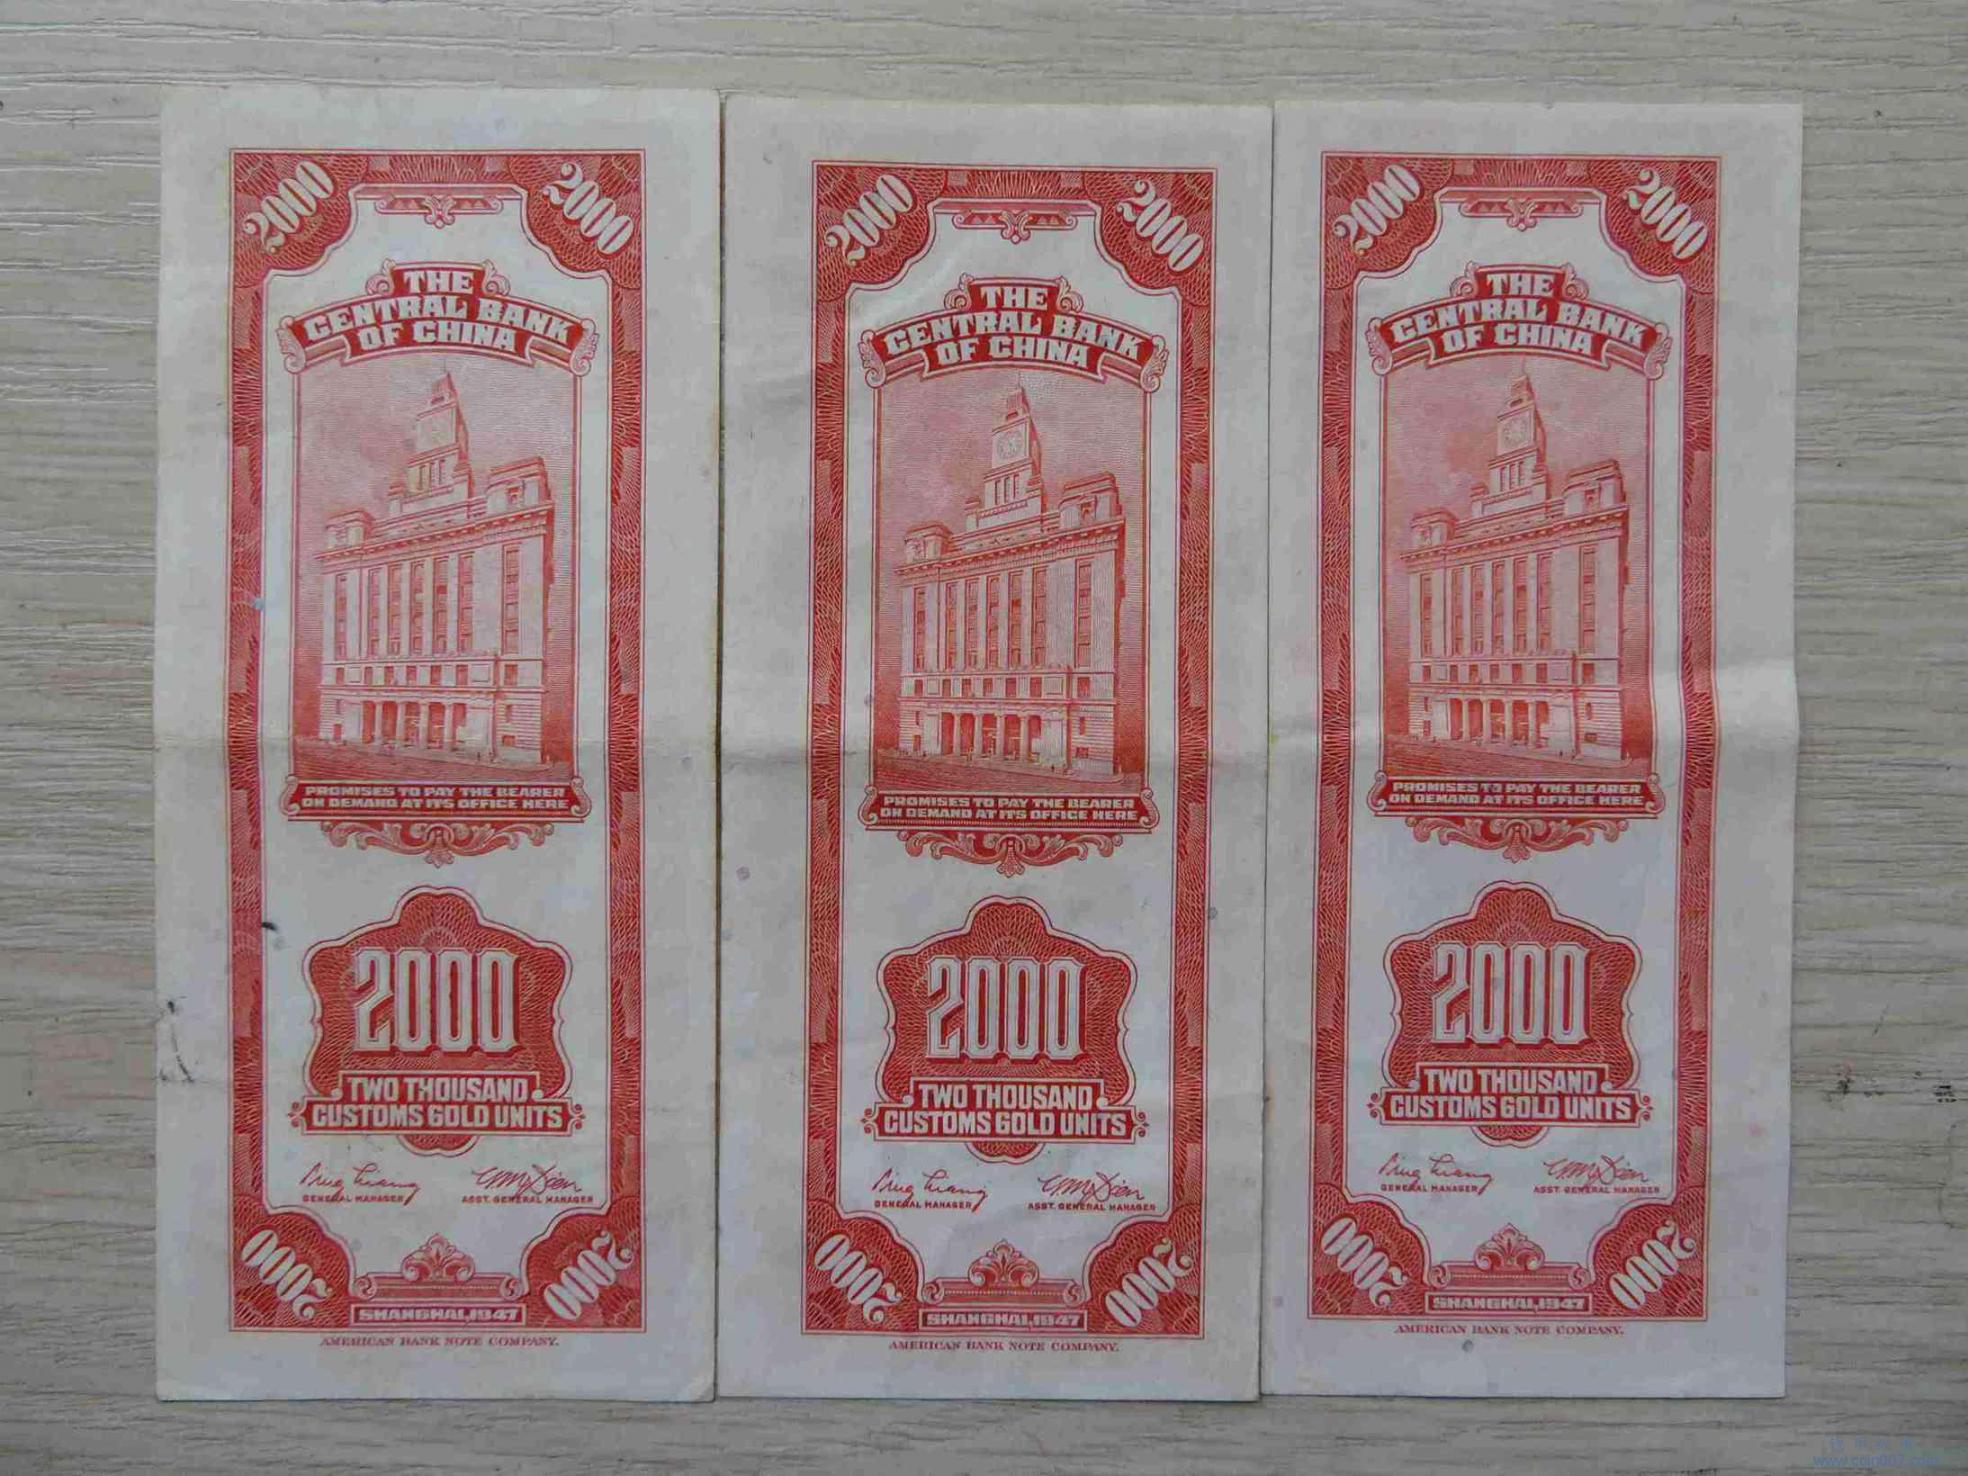 2000 2000
THE
CENTRAL BANK
OF CHINA
PROMISES TO PAY THE BEARER
ON DEMAND AT ITS OFFICE HERE
2000
TWO THOUSAND
CUSTOMS GOLD UNITS
GENERAL MANAGER ASST. GENERAL MANAGER
2000 2000
SHANGHAI, 1947
AMERICAN BANK NOTE COMPANY.
2000 2000
THE
CENTRAL BANK
OF CHINA
PROMISES TO PAY THE BEARER
ON DEMAND AT ITS OFFICE HERE
2000
TWO THOUSAND
CUSTOMS GOLD UNITS
GENERAL MANAGER ASST. GENERAL MANAGER
2000 2000
SHANGHAI, 1947
AMERICAN BANK NOTE COMPANY.
2000 2000
THE
CENTRAL BANK
OF CHINA
PROMISES TO PAY THE BEARER
ON DEMAND AT ITS OFFICE HERE
2000
TWO THOUSAND
CUSTOMS GOLD UNITS
GENERAL MANAGER ASST. GENERAL MANAGER
2000 2000
SHANGHAI, 1947
AMERICAN BANK NOTE COMPANY.
www.coin007.com